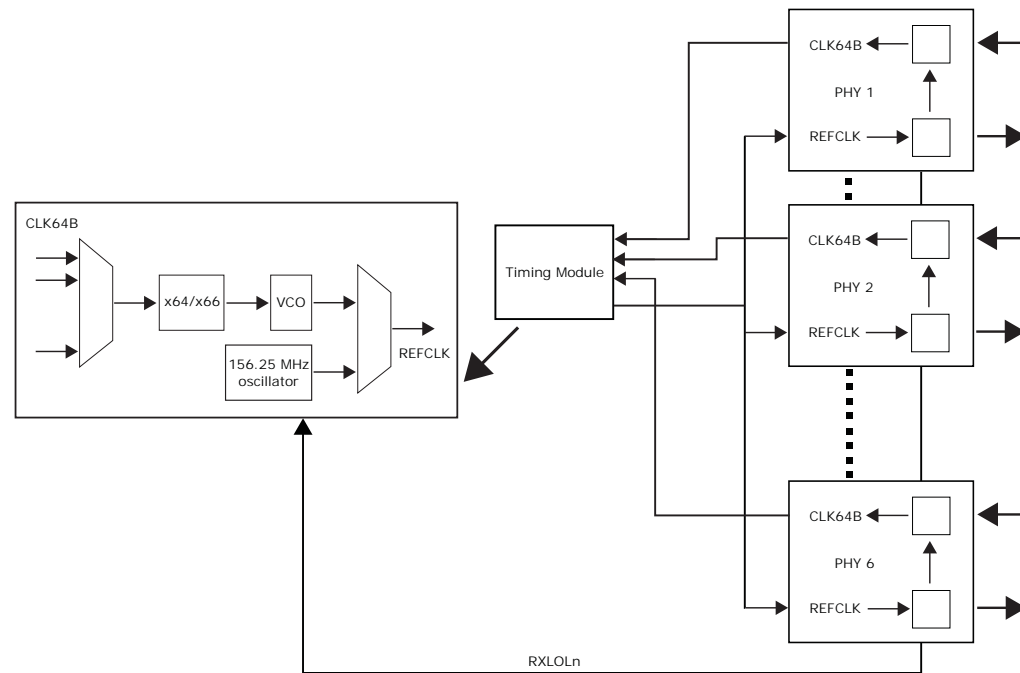 CLK64B
x64/x66
VCO
156.25 MHz
oscillator
REFCLK
Timing Module
CLK64B
PHY 1
REFCLK
CLK64B
PHY 2
REFCLK
CLK64B
PHY 6
REFCLK
RXLOLn